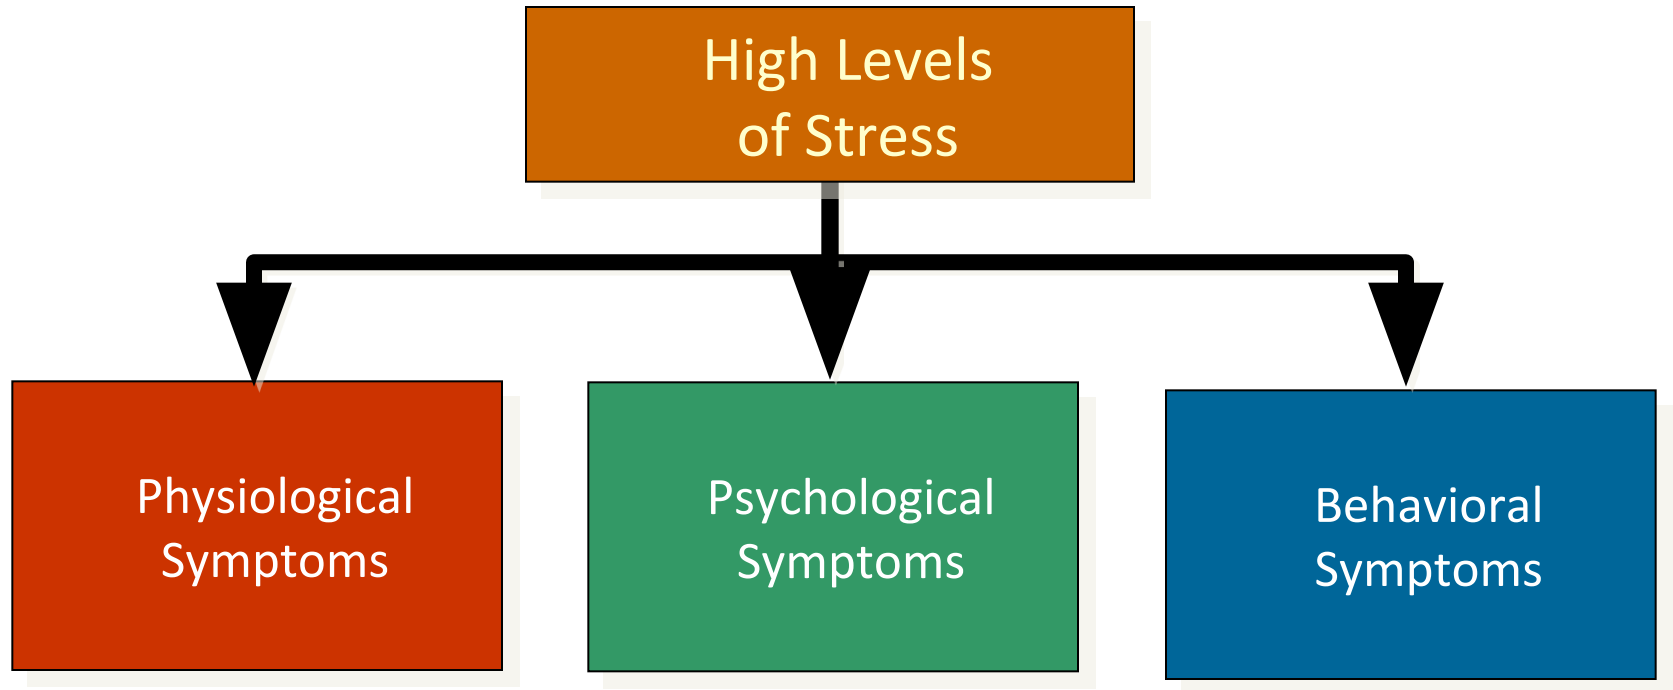 High Levels
of Stress
Physiological
Symptoms
Psychological
Symptoms
Behavioral
Symptoms